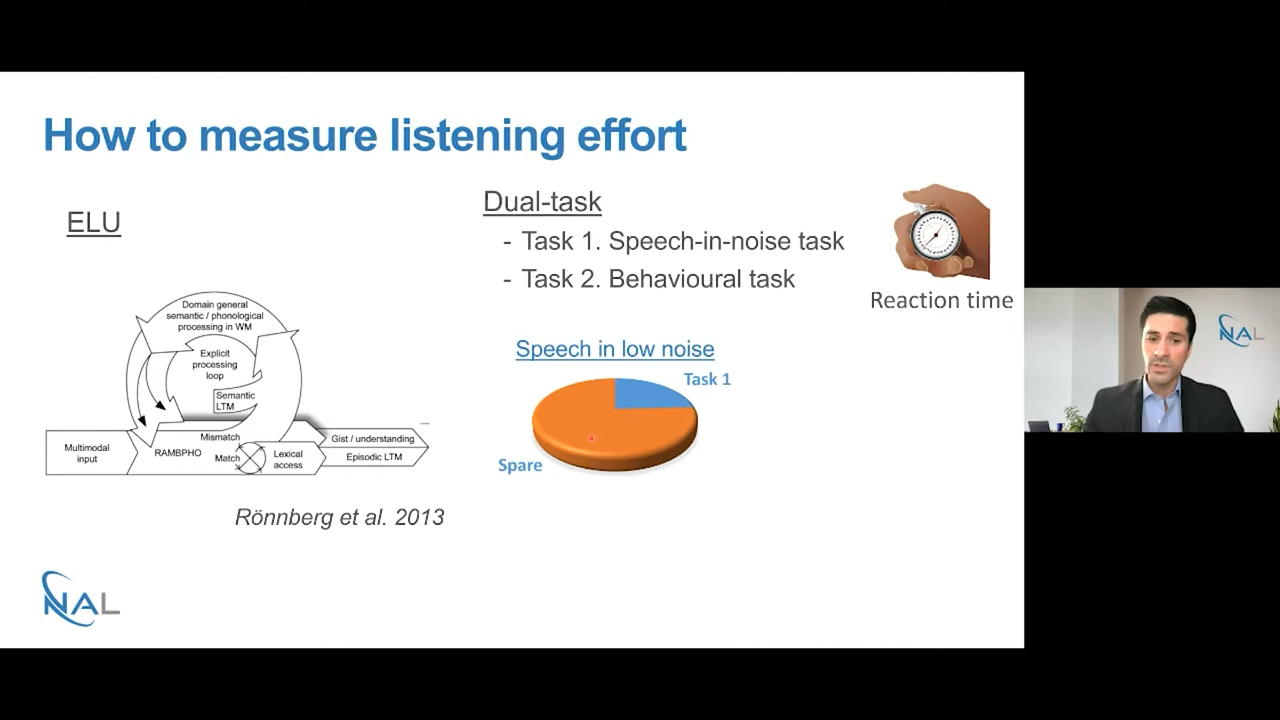 How to measure listening effort
ELU
Domain general
semantic / phonological
processing in WM
Explicit
processing
loop
Semantic
LTM
Mismatch
Multimodal
input
RAMBPHO
Match
Lexical
access
Gist / understanding
Episodic LTM
Rönnberg et al. 2013
Dual-task
- Task 1. Speech-in-noise task
- Task 2. Behavioural task
Reaction time
Speech in low noise
Task 1
Spare
NAL
NAL